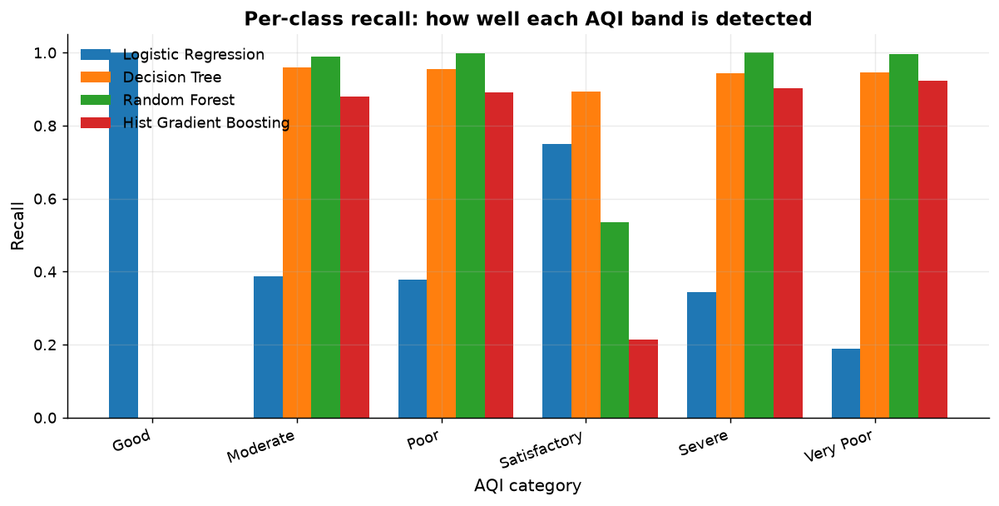 Per-class recall: how well each AQI band is detected
Logistic Regression
Decision Tree
Random Forest
Hist Gradient Boosting
Recall
1.0
0.8
0.6
0.4
0.2
0.0
Good
Moderate
Poor
Satisfactory
Severe
Very Poor
AQI category